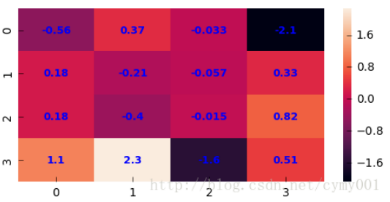 0 -0.56 0.37 -0.033 -2.1
1 0.18 -0.21 -0.057 0.33
2 0.18 -0.4 -0.015 0.82
3 1.1 2.3 0.51
0 1 2 3
1.6
0.8
0.0
-0.8
-1.6
http://blog.csdn.net/cymy001